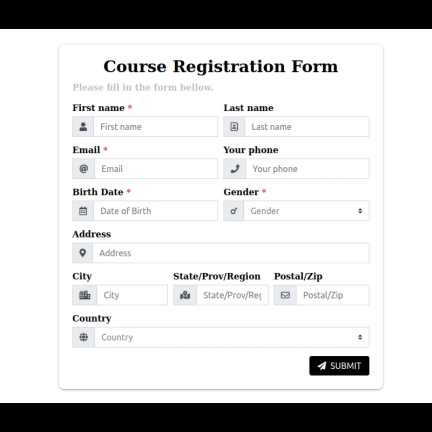 Course Registration Form
Please fill in the form bellow.
First name * Last name
First name Last name
Email * Your phone
Email Your phone
Birth Date * Gender *
Date of Birth Gender
Address
Address
City State/Prov/Region Postal/Zip
City State/Prov/Reg Postal/Zip
Country
Country
SUBMIT